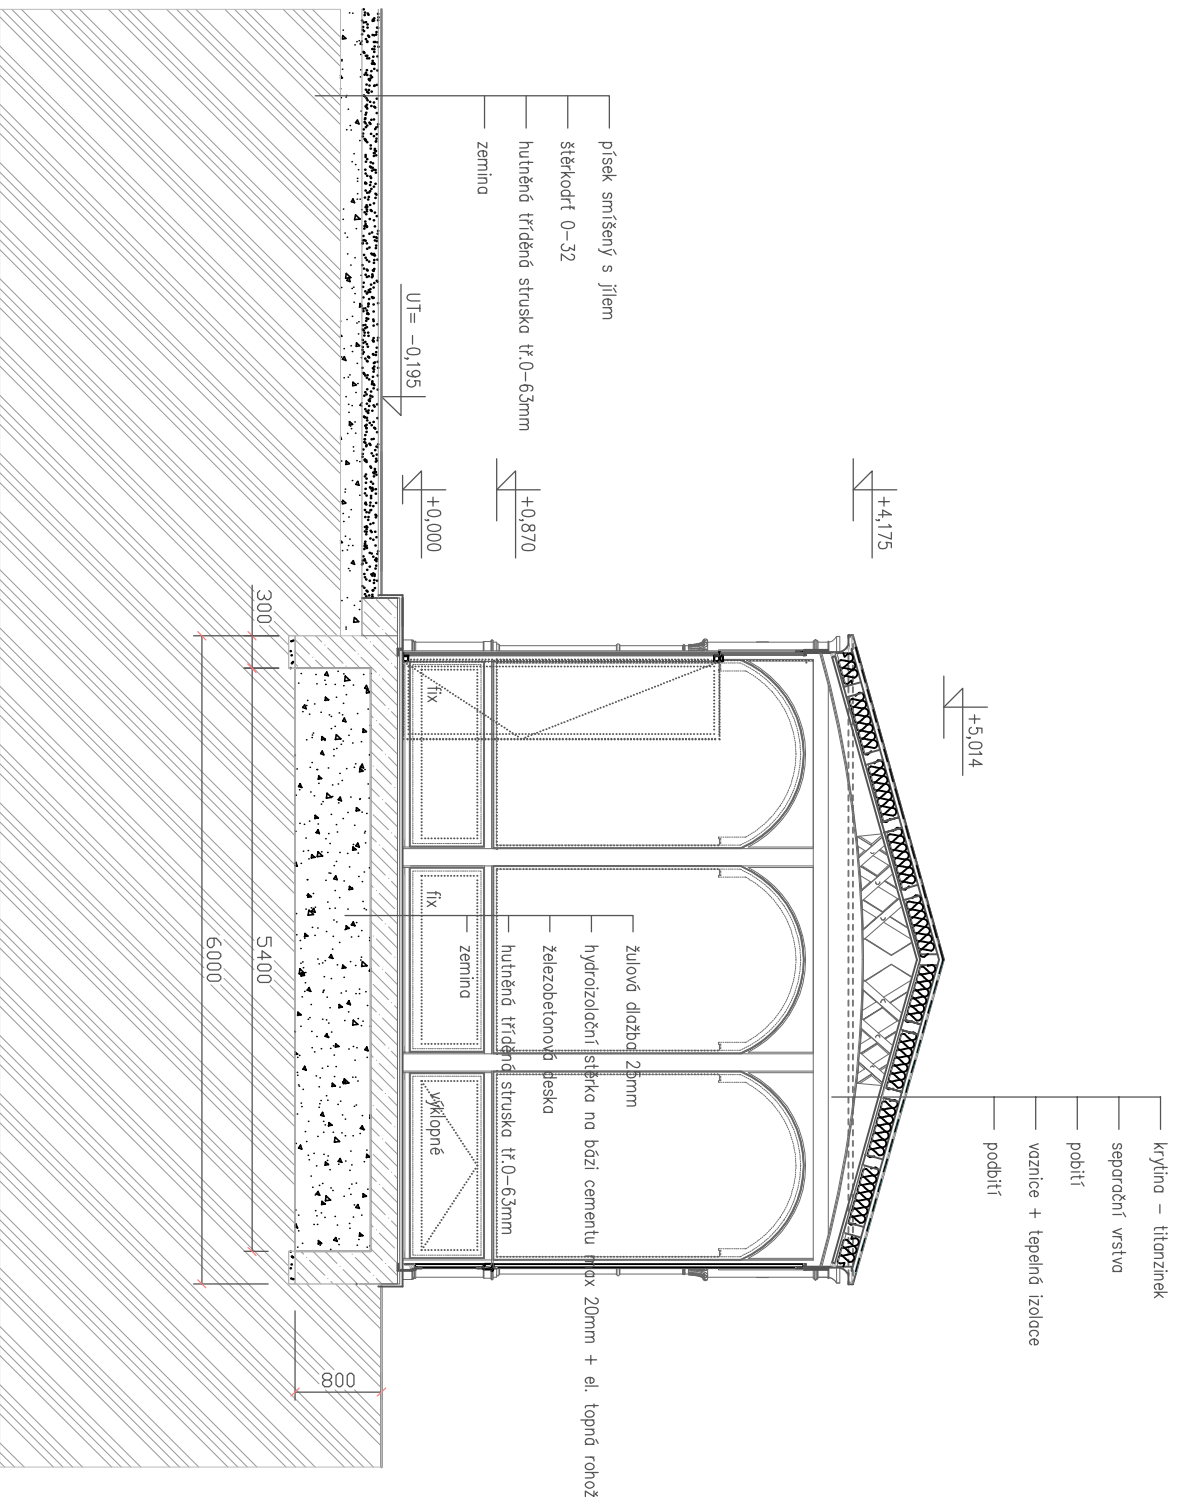 krytina - titanzinek
separační vrstva
pobití
vaznice + tepelná izolace
podbití
+5,014
+4,175
písek smíšený s jílem
štěrkodrť 0-32
hutněná tříděná struska tř.0-63mm
zemina
žulová dlažba 25mm
hydroizolační stěrka na bázi cementu max 20mm + el. topná rohož
železobetonová deska
hutněná tříděná struska tř.0-63mm
zemina
+0,870
+0,000
UT= -0,195
fix
fix
výklopné
800
300
5400
6000